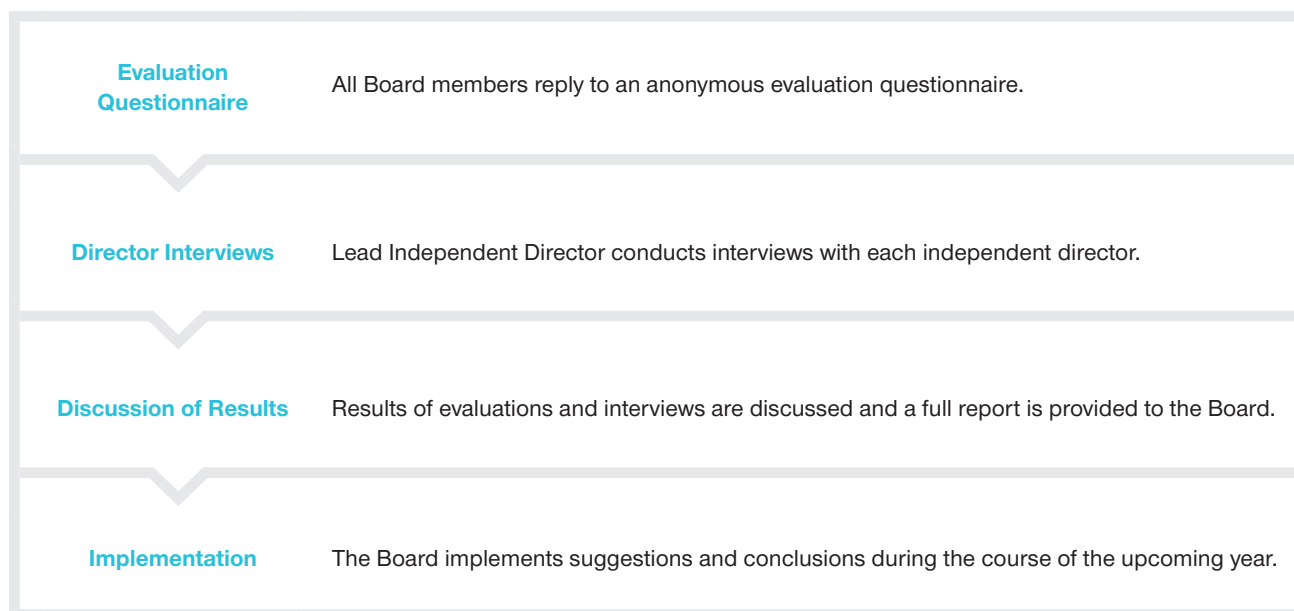 Evaluation
Questionnaire
All Board members reply to an anonymous evaluation questionnaire.
Director Interviews
Lead Independent Director conducts interviews with each independent director.
Discussion of Results
Results of evaluations and interviews are discussed and a full report is provided to the Board.
Implementation
The Board implements suggestions and conclusions during the course of the upcoming year.